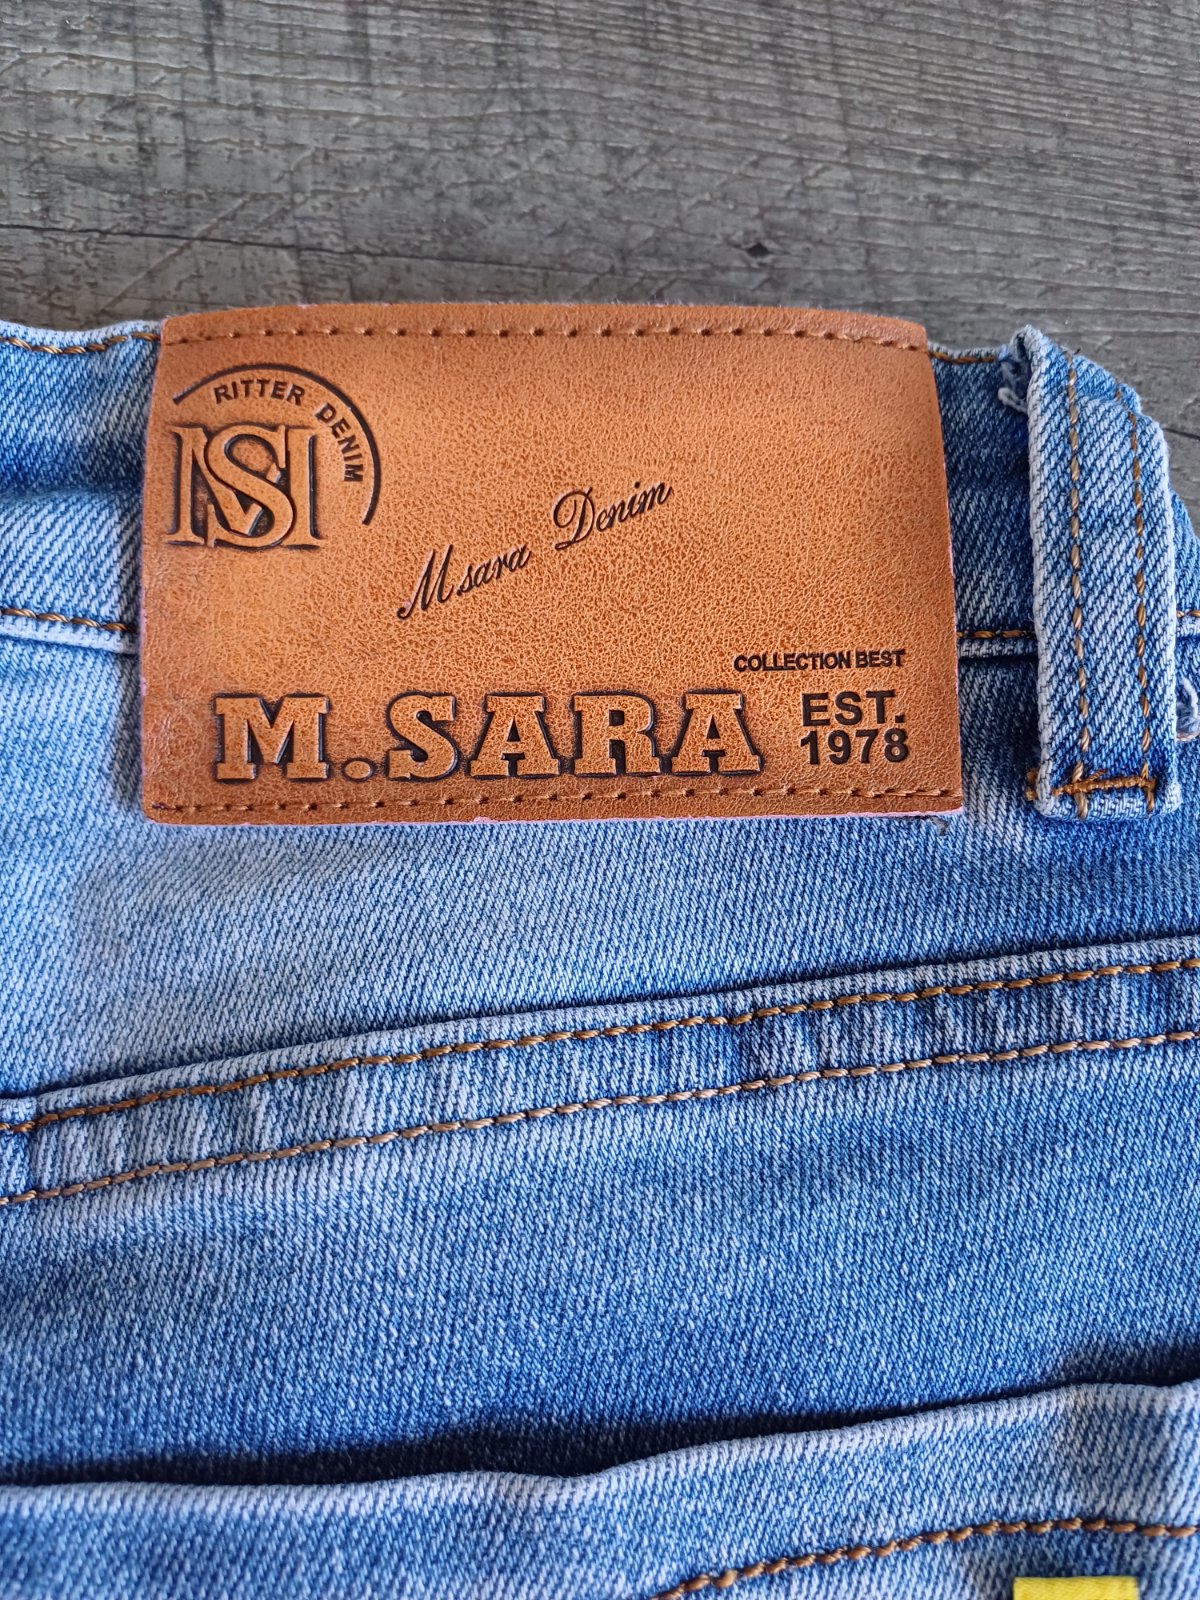 RITTER DENIM
MS
Msara Denim
COLLECTION BEST
M.SARA
EST.
1978